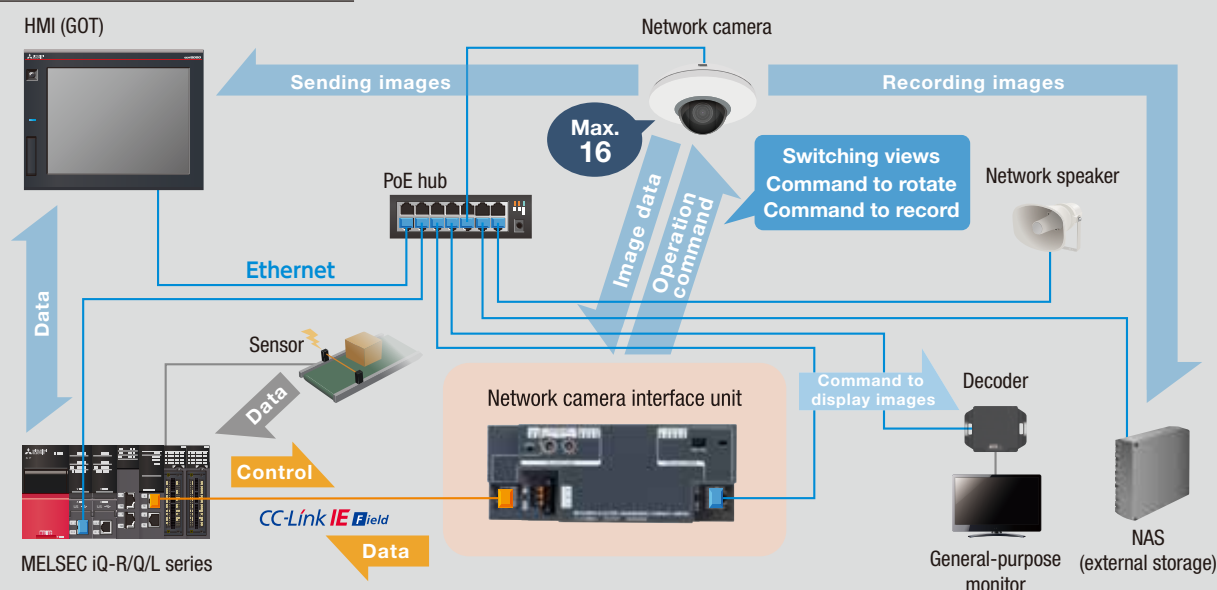 HMI (GOT)
Network camera
Sending images
Recording images
Max.
16
Switching views
Command to rotate
Command to record
PoE hub
Network speaker
Image data
Operation
command
Ethernet
Data
Sensor
Data
Network camera interface unit
Command to
display images
Decoder
Control
CC-Link IE Field
Data
MELSEC iQ-R/Q/L series
General-purpose
monitor
NAS
(external storage)